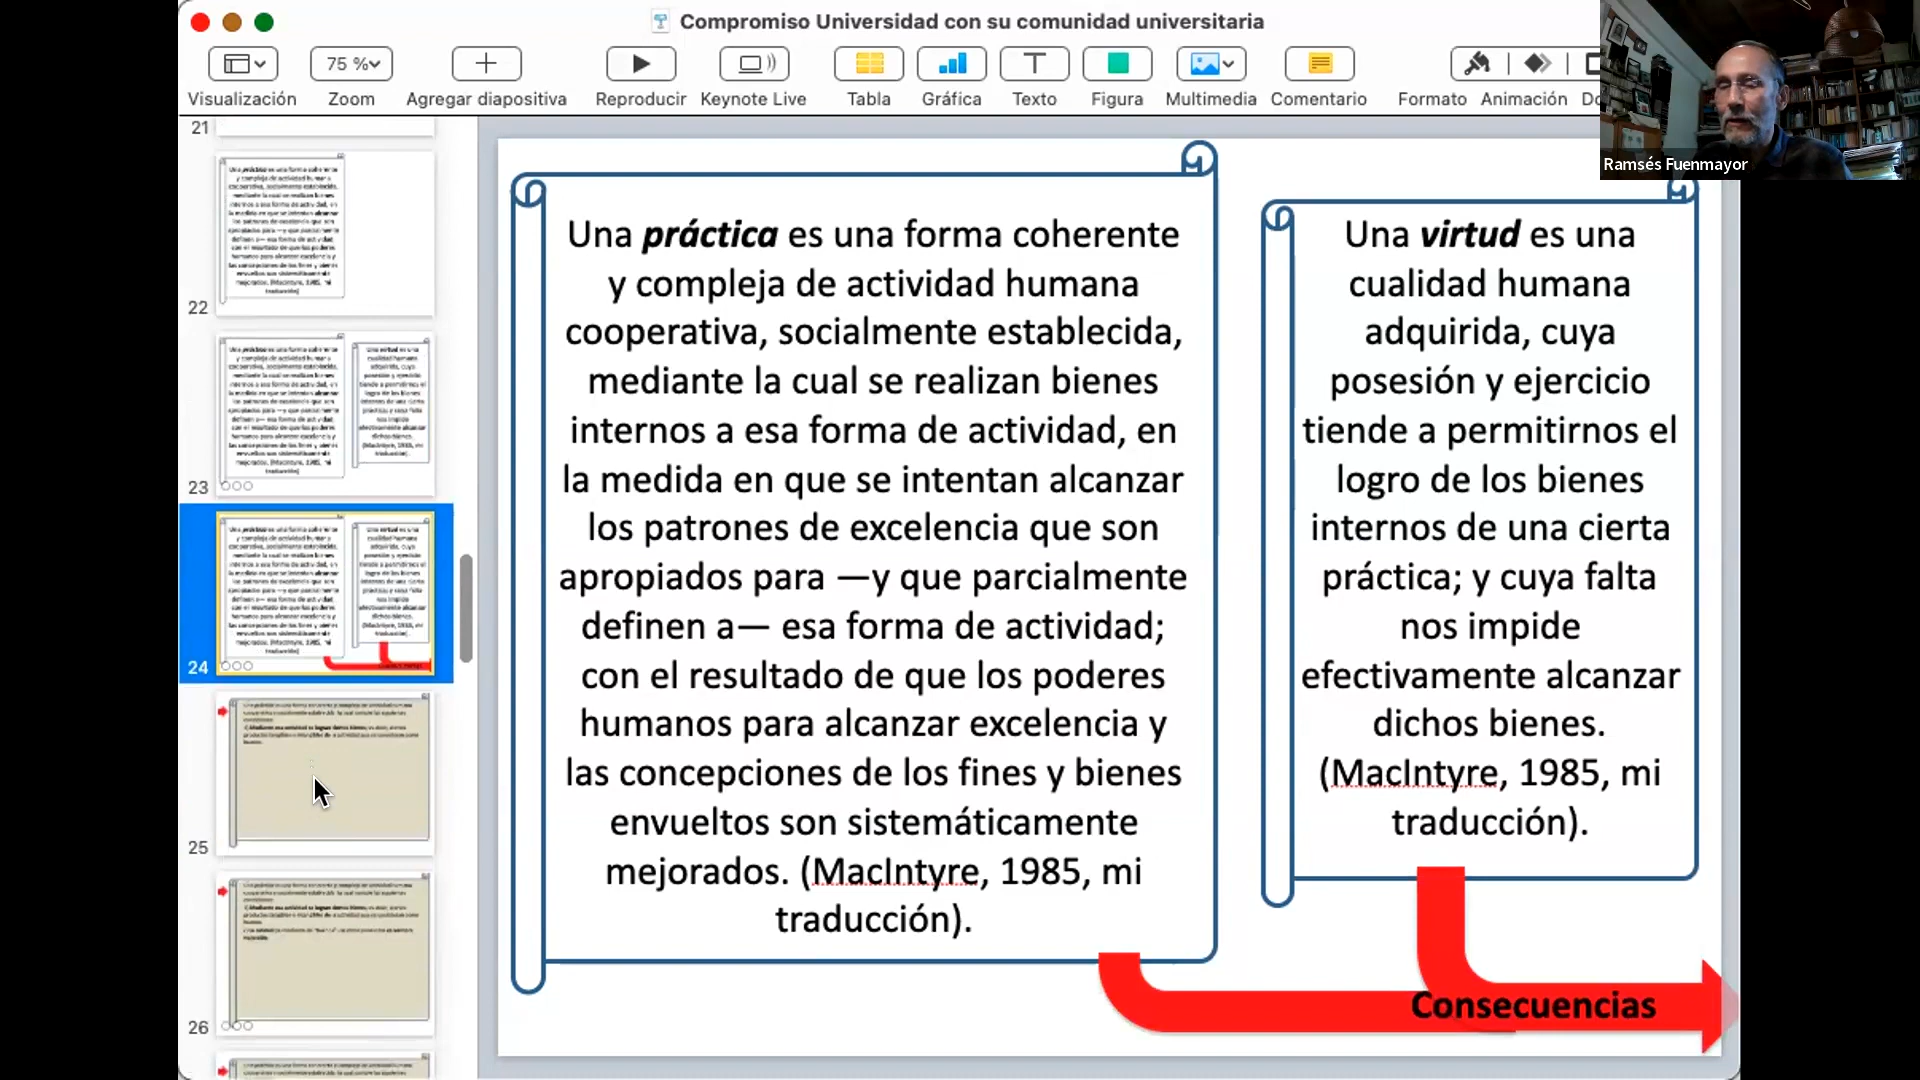 Compromiso Universidad con su comunidad universitaria
75 %
Visualización
Zoom
Agregar diapositiva
Reproducir
Keynote Live
Tabla
Gráfica
Texto
Figura
Multimedia
Comentario
Formato
Animación
Ramsés Fuenmayor
21
22
23
24
25
26
Una práctica es una forma coherente
y compleja de actividad humana
cooperativa, socialmente establecida,
mediante la cual se realizan bienes
internos a esa forma de actividad, en
la medida en que se intentan alcanzar
los patrones de excelencia que son
apropiados para —y que parcialmente
definen a— esa forma de actividad;
con el resultado de que los poderes
humanos para alcanzar excelencia y
las concepciones de los fines y bienes
envueltos son sistemáticamente
mejorados. (MacIntyre, 1985, mi
traducción).
Una virtud es una
cualidad humana
adquirida, cuya
posesión y ejercicio
tiende a permitirnos el
logro de los bienes
internos de una cierta
práctica; y cuya falta
nos impide
efectivamente alcanzar
dichos bienes.
(MacIntyre, 1985, mi
traducción).
Consecuencias